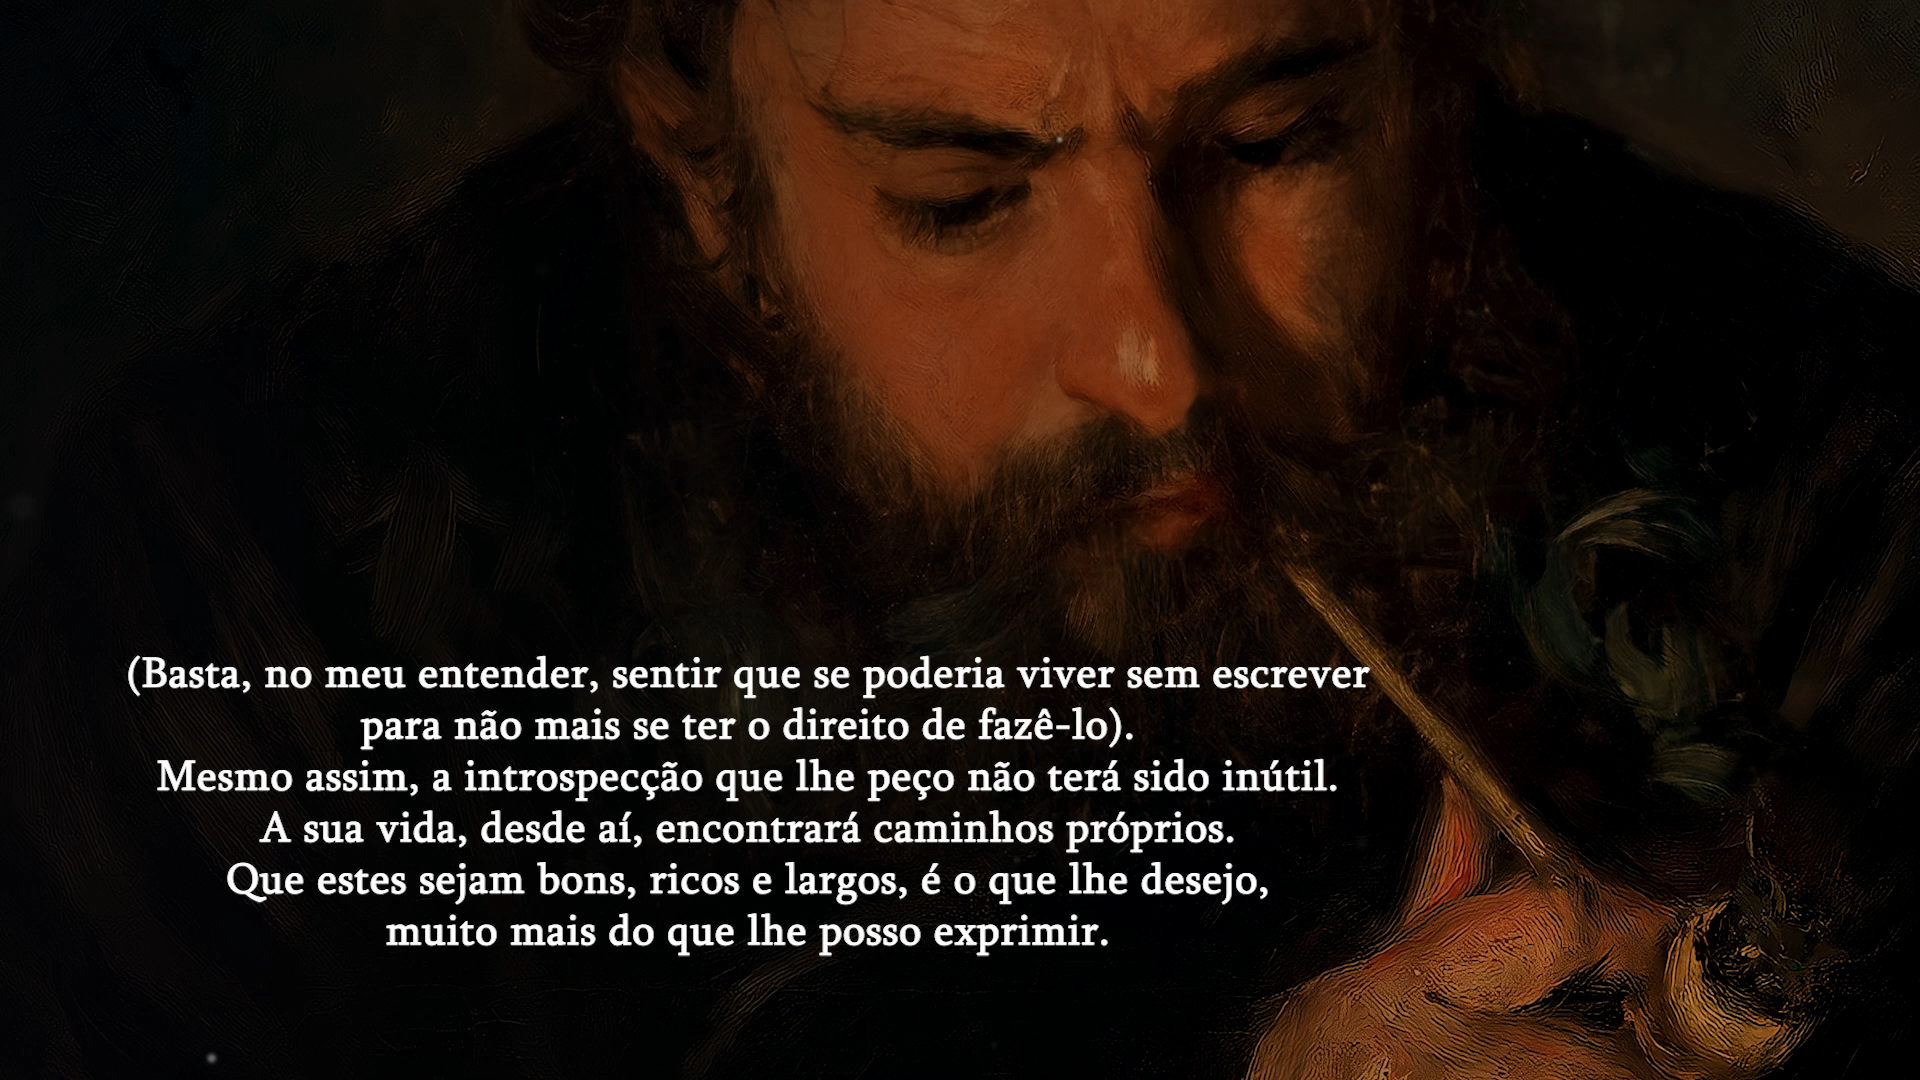 (Basta, no meu entender, sentir que se poderia viver sem escrever
para não mais se ter o direito de fazê-lo).
Mesmo assim, a introspecção que lhe peço não terá sido inútil.
A sua vida, desde aí, encontrará caminhos próprios.
Que estes sejam bons, ricos e largos, é o que lhe desejo,
muito mais do que lhe posso exprimir.